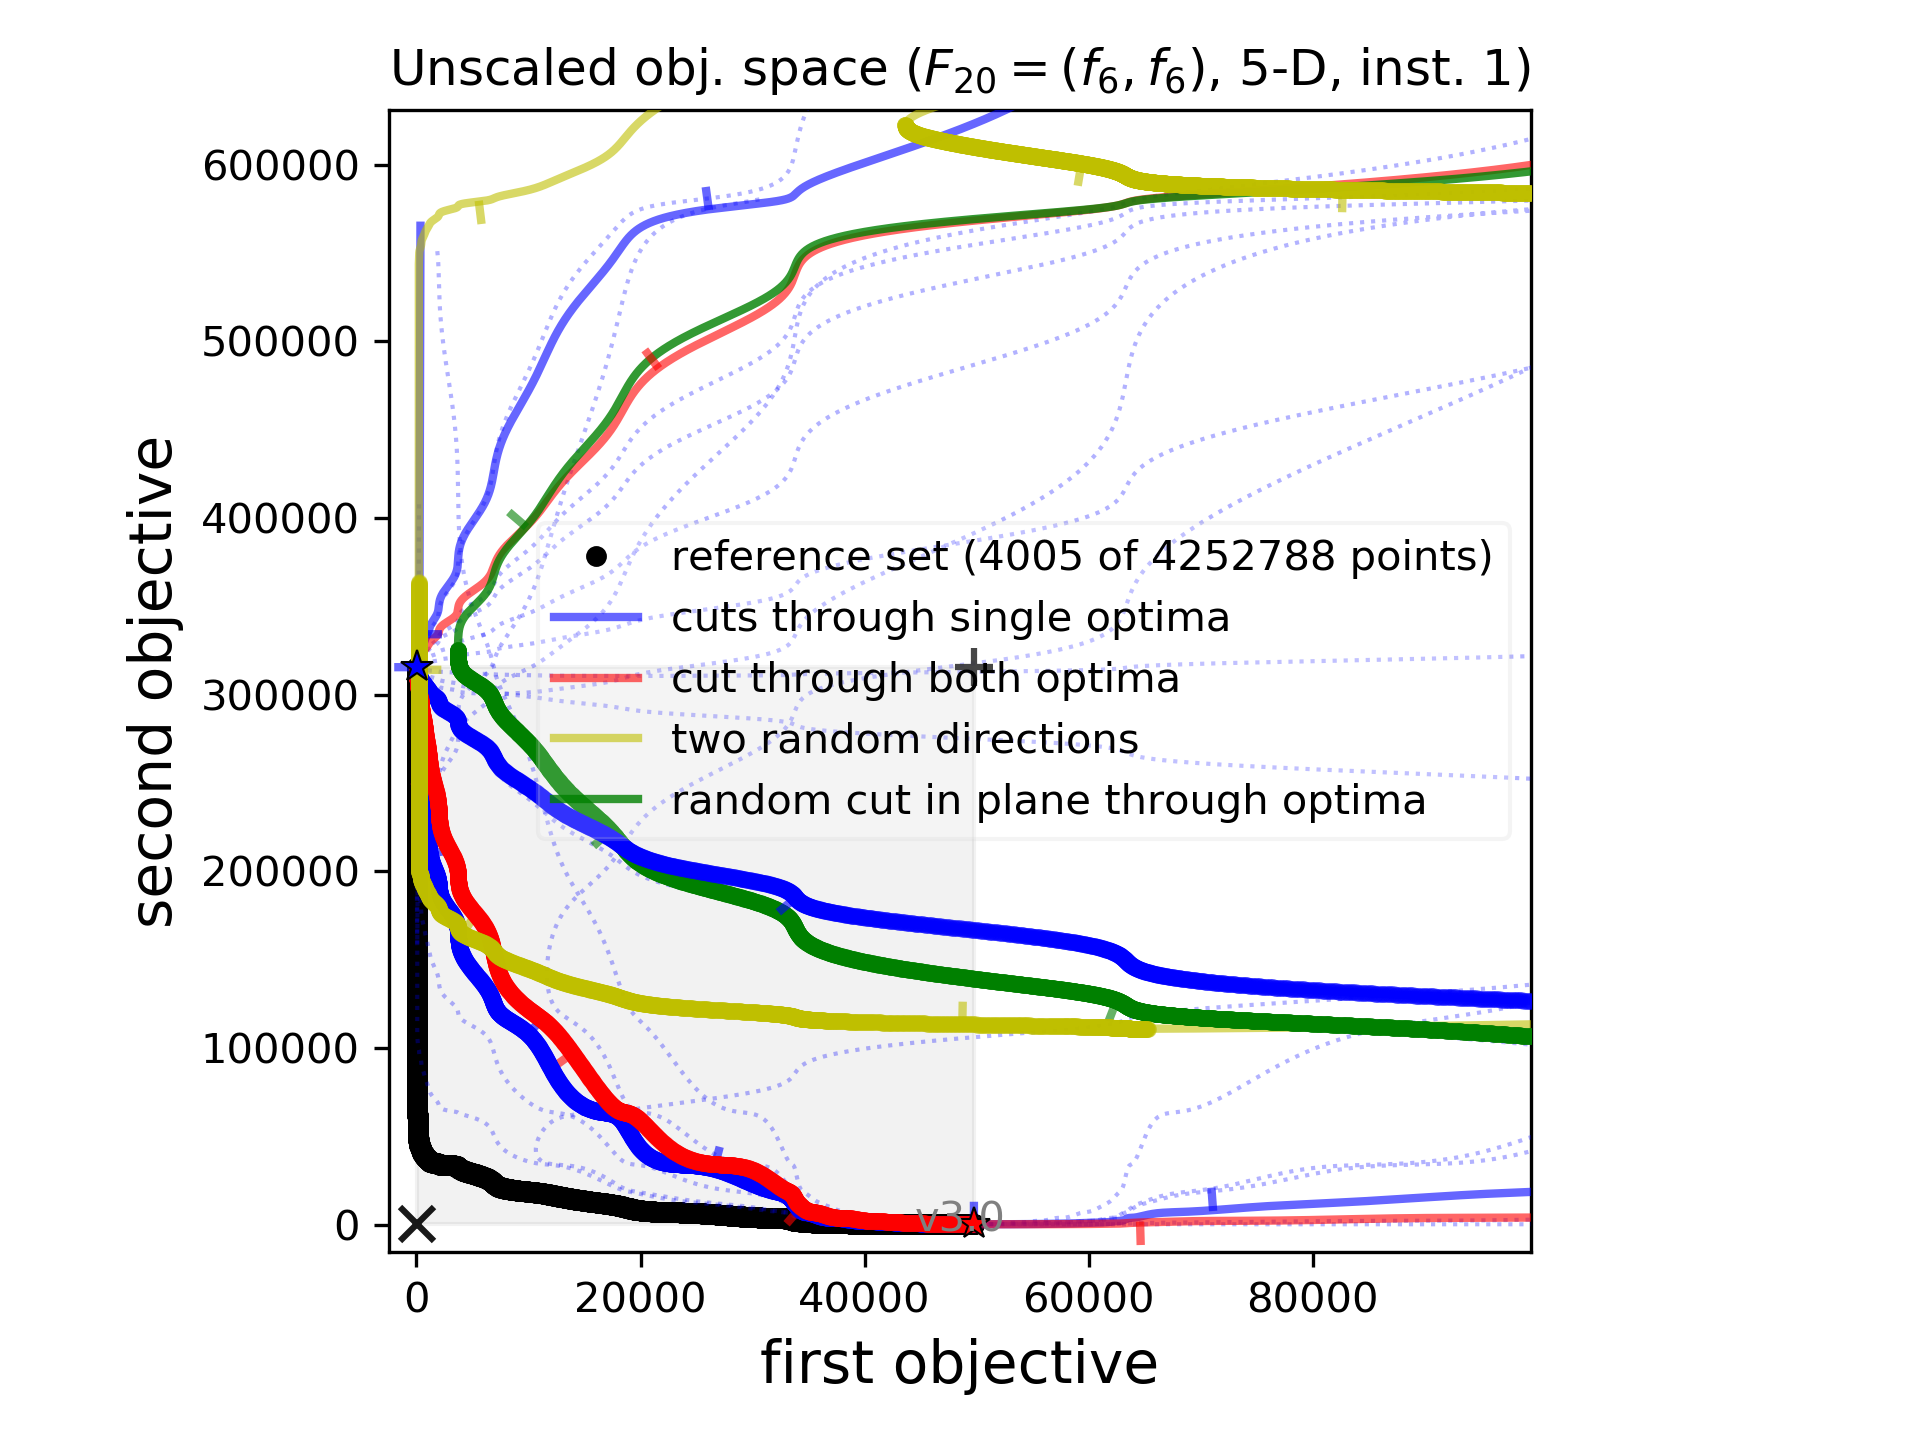 Unscaled obj. space (F20 = (f6, f6), 5-D, inst. 1)
600000
500000
400000
300000
200000
100000
0
second objective
reference set (4005 of 4252788 points)
cuts through single optima
cut through both optima
two random directions
random cut in plane through optima
v3.0
0 20000 40000 60000 80000
first objective